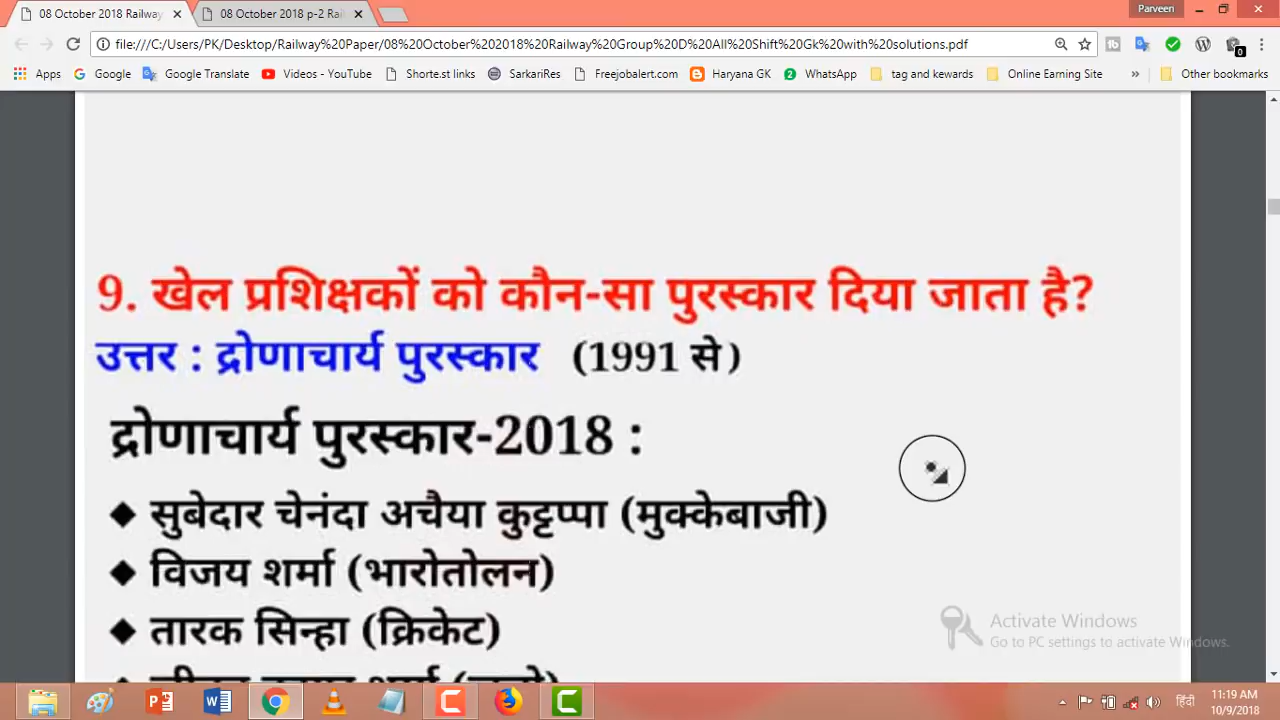 08 October 2018 Railway
08 October 2018 p-2 Rail
Parveen
file:///C:/Users/PK/Desktop/Railway%20Paper/08%20October%202018%20Railway%20Group%20D%20All%20Shift%20Gk%20with%20solutions.pdf
Apps Google Google Translate Videos - YouTube Shorte.st links SarkariRes Freejobalert.com Haryana GK WhatsApp tag and kewards Online Earning Site » Other bookmarks
9. खेल प्रशिक्षकों को कौन-सा पुरस्कार दिया जाता है?
उत्तर : द्रोणाचार्य पुरस्कार (1991 से)
द्रोणाचार्य पुरस्कार-2018 :
◆ सुबेदार चेनंदा अचैया कुट्टप्पा (मुक्केबाजी)
◆ विजय शर्मा (भारोतोलन)
◆ तारक सिन्हा (क्रिकेट)
Activate Windows
Go to PC settings to activate Windows.
हिंदी
11:19 AM
10/9/2018